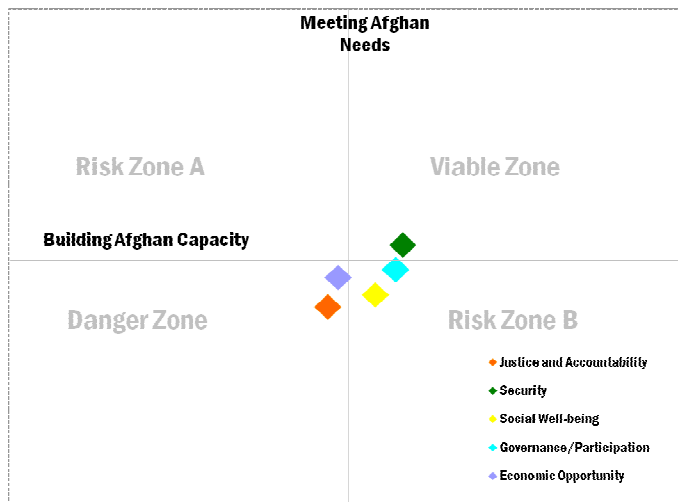 Meeting Afghan
Needs
Risk Zone A
Viable Zone
Building Afghan Capacity
Danger Zone
Risk Zone B
Justice and Accountability
Security
Social Well-being
Governance/Participation
Economic Opportunity